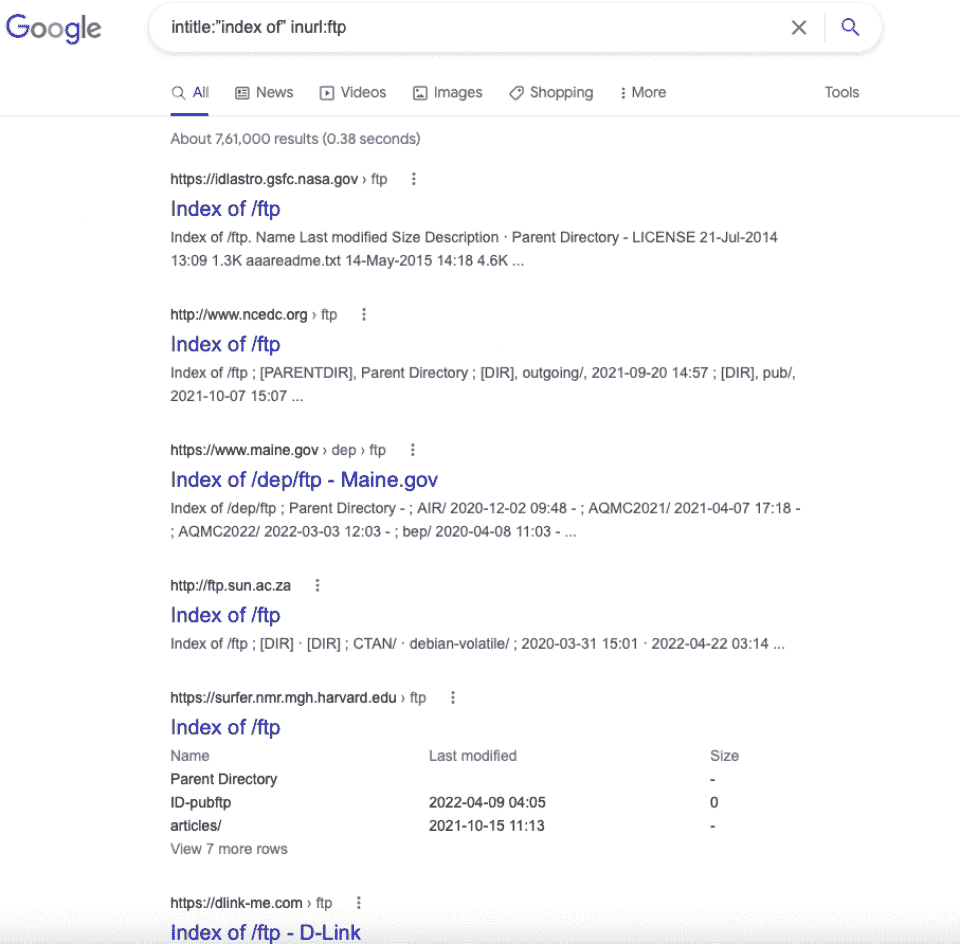 Google
intitle:”index of” inurl:ftp
All News Videos Images Shopping More Tools
About 7,61,000 results (0.38 seconds)
https://idlastro.gsfc.nasa.gov › ftp
Index of /ftp
Index of /ftp. Name Last modified Size Description · Parent Directory - LICENSE 21-Jul-2014
13:09 1.3K aaareadme.txt 14-May-2015 14:18 4.6K ...
http://www.ncedc.org › ftp
Index of /ftp
Index of /ftp ; [PARENTDIR], Parent Directory ; [DIR], outgoing/, 2021-09-20 14:57 ; [DIR], pub/,
2021-10-07 15:07 ...
https://www.maine.gov › dep › ftp
Index of /dep/ftp - Maine.gov
Index of /dep/ftp ; Parent Directory - ; AIR/ 2020-12-02 09:48 - ; AQMC2021/ 2021-04-07 17:18 -
; AQMC2022/ 2022-03-03 12:03 - ; bep/ 2020-04-08 11:03 - ...
http://ftp.sun.ac.za
Index of /ftp
Index of /ftp ; [DIR] · [DIR] ; CTAN/ · debian-volatile/ ; 2020-03-31 15:01 · 2022-04-22 03:14 ...
https://surfer.nmr.mgh.harvard.edu › ftp
Index of /ftp
Name Last modified Size
Parent Directory -
ID-pubftp 2022-04-09 04:05 0
articles/ 2021-10-15 11:13 -
View 7 more rows
https://dlink-me.com › ftp
Index of /ftp - D-Link